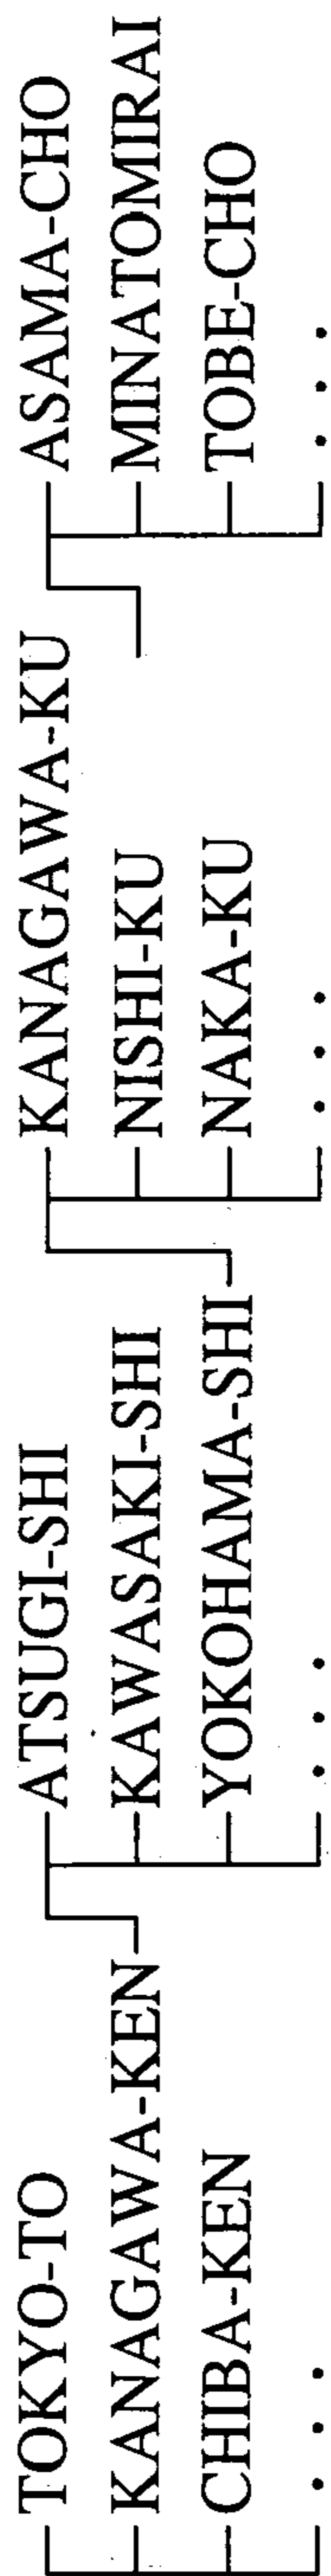 TOKYO-TO
KANAGAWA-KEN
CHIBA-KEN
. . .
ATSUGI-SHI
KAWASAKI-SHI
YOKOHAMA-SHI
. . .
KANAGAWA-KU
NISHI-KU
NAKA-KU
. . .
ASAMA-CHO
MINATOMIRAI
TOBE-CHO
. . .